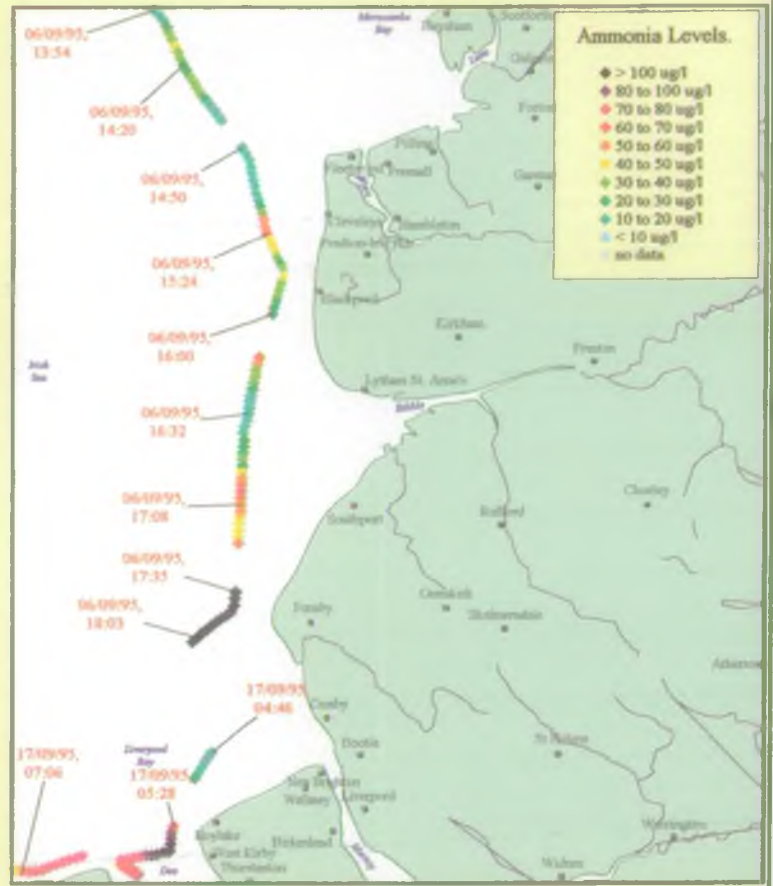 06/09/95,
13:54
Morecambe
Bay
Heysham
Lune
Ammonia Levels.
> 100 ug/l
80 to 100 ug/l
70 to 80 ug/l
60 to 70 ug/l
50 to 60 ug/l
40 to 50 ug/l
30 to 40 ug/l
20 to 30 ug/l
10 to 20 ug/l
< 10 ug/l
no data
06/09/95,
14:20
06/09/95,
14:50
Fleetwood
Preesall
Cleveleys
Hambleton
06/09/95,
15:24
Blackpool
06/09/95,
16:00
Kirkham
Preston
Irish
Sea
Lytham St. Anne's
Ribble
06/09/95,
16:32
06/09/95,
17:08
Southport
Rufford
Chorley
06/09/95,
17:35
06/09/95,
18:03
Formby
Ormskirk
Skelmersdale
17/09/95
04:46
Crosby
Bootle
St Helens
17/09/95,
07:06
Liverpool
Bay
17/09/95
05:28
New Brighton
Wallasey
Liverpool
Hoylake
Birkenhead
Warrington
West Kirby
Thurstaston
Dee
Mersey
Widnes